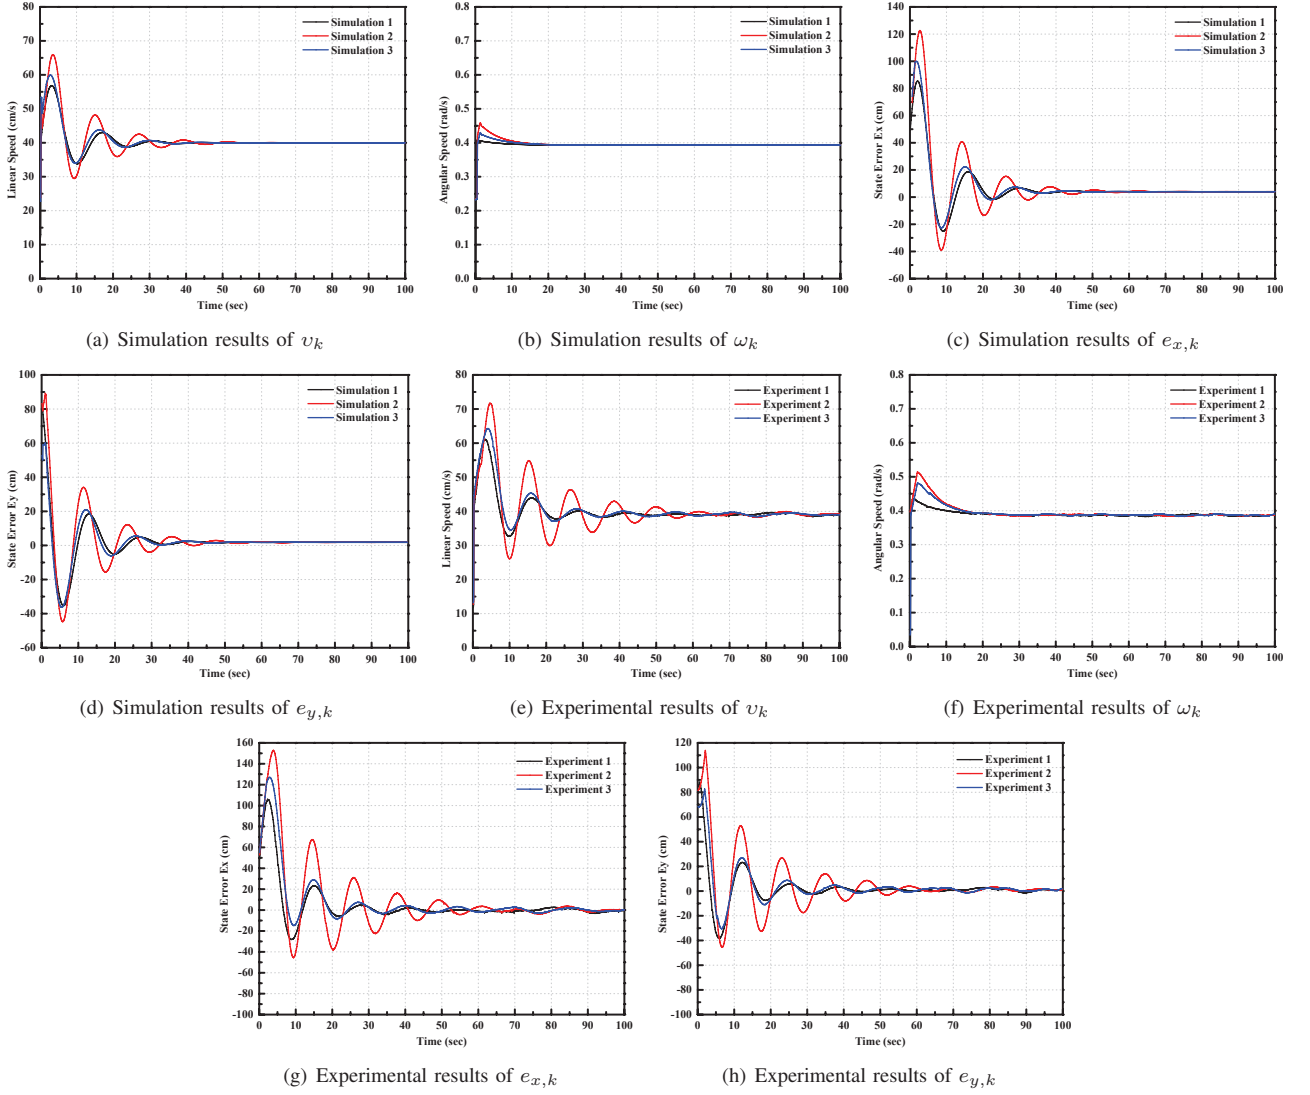 Simulation 1
Simulation 2
Simulation 3
Linear Speed (cm/s)
80
70
60
50
40
30
20
10
0
0 10 20 30 40 50 60 70 80 90 100
Time (sec)
(a) Simulation results of υk
Simulation 1
Simulation 2
Simulation 3
Angular Speed (rad/s)
0.8
0.7
0.6
0.5
0.4
0.3
0.2
0.1
0.0
0 10 20 30 40 50 60 70 80 90 100
Time (sec)
(b) Simulation results of ωk
Simulation 1
Simulation 2
Simulation 3
State Error Ex (cm)
140
120
100
80
60
40
20
0
-20
-40
-60
0 10 20 30 40 50 60 70 80 90 100
Time (sec)
(c) Simulation results of ex,k
Simulation 1
Simulation 2
Simulation 3
State Error Ey (cm)
100
80
60
40
20
0
-20
-40
-60
0 10 20 30 40 50 60 70 80 90 100
Time (sec)
(d) Simulation results of ey,k
Experiment 1
Experiment 2
Experiment 3
Linear Speed (cm/s)
80
70
60
50
40
30
20
10
0
0 10 20 30 40 50 60 70 80 90 100
Time (sec)
(e) Experimental results of υk
Experiment 1
Experiment 2
Experiment 3
Angular Speed (rad/s)
0.8
0.7
0.6
0.5
0.4
0.3
0.2
0.1
0.0
0 10 20 30 40 50 60 70 80 90 100
Time (sec)
(f) Experimental results of ωk
Experiment 1
Experiment 2
Experiment 3
State Error Ex (cm)
160
140
120
100
80
60
40
20
0
-20
-40
-60
-80
-100
0 10 20 30 40 50 60 70 80 90 100
Time (sec)
(g) Experimental results of ex,k
Experiment 1
Experiment 2
Experiment 3
State Error Ey (cm)
120
100
80
60
40
20
0
-20
-40
-60
-80
-100
0 10 20 30 40 50 60 70 80 90 100
Time (sec)
(h) Experimental results of ey,k